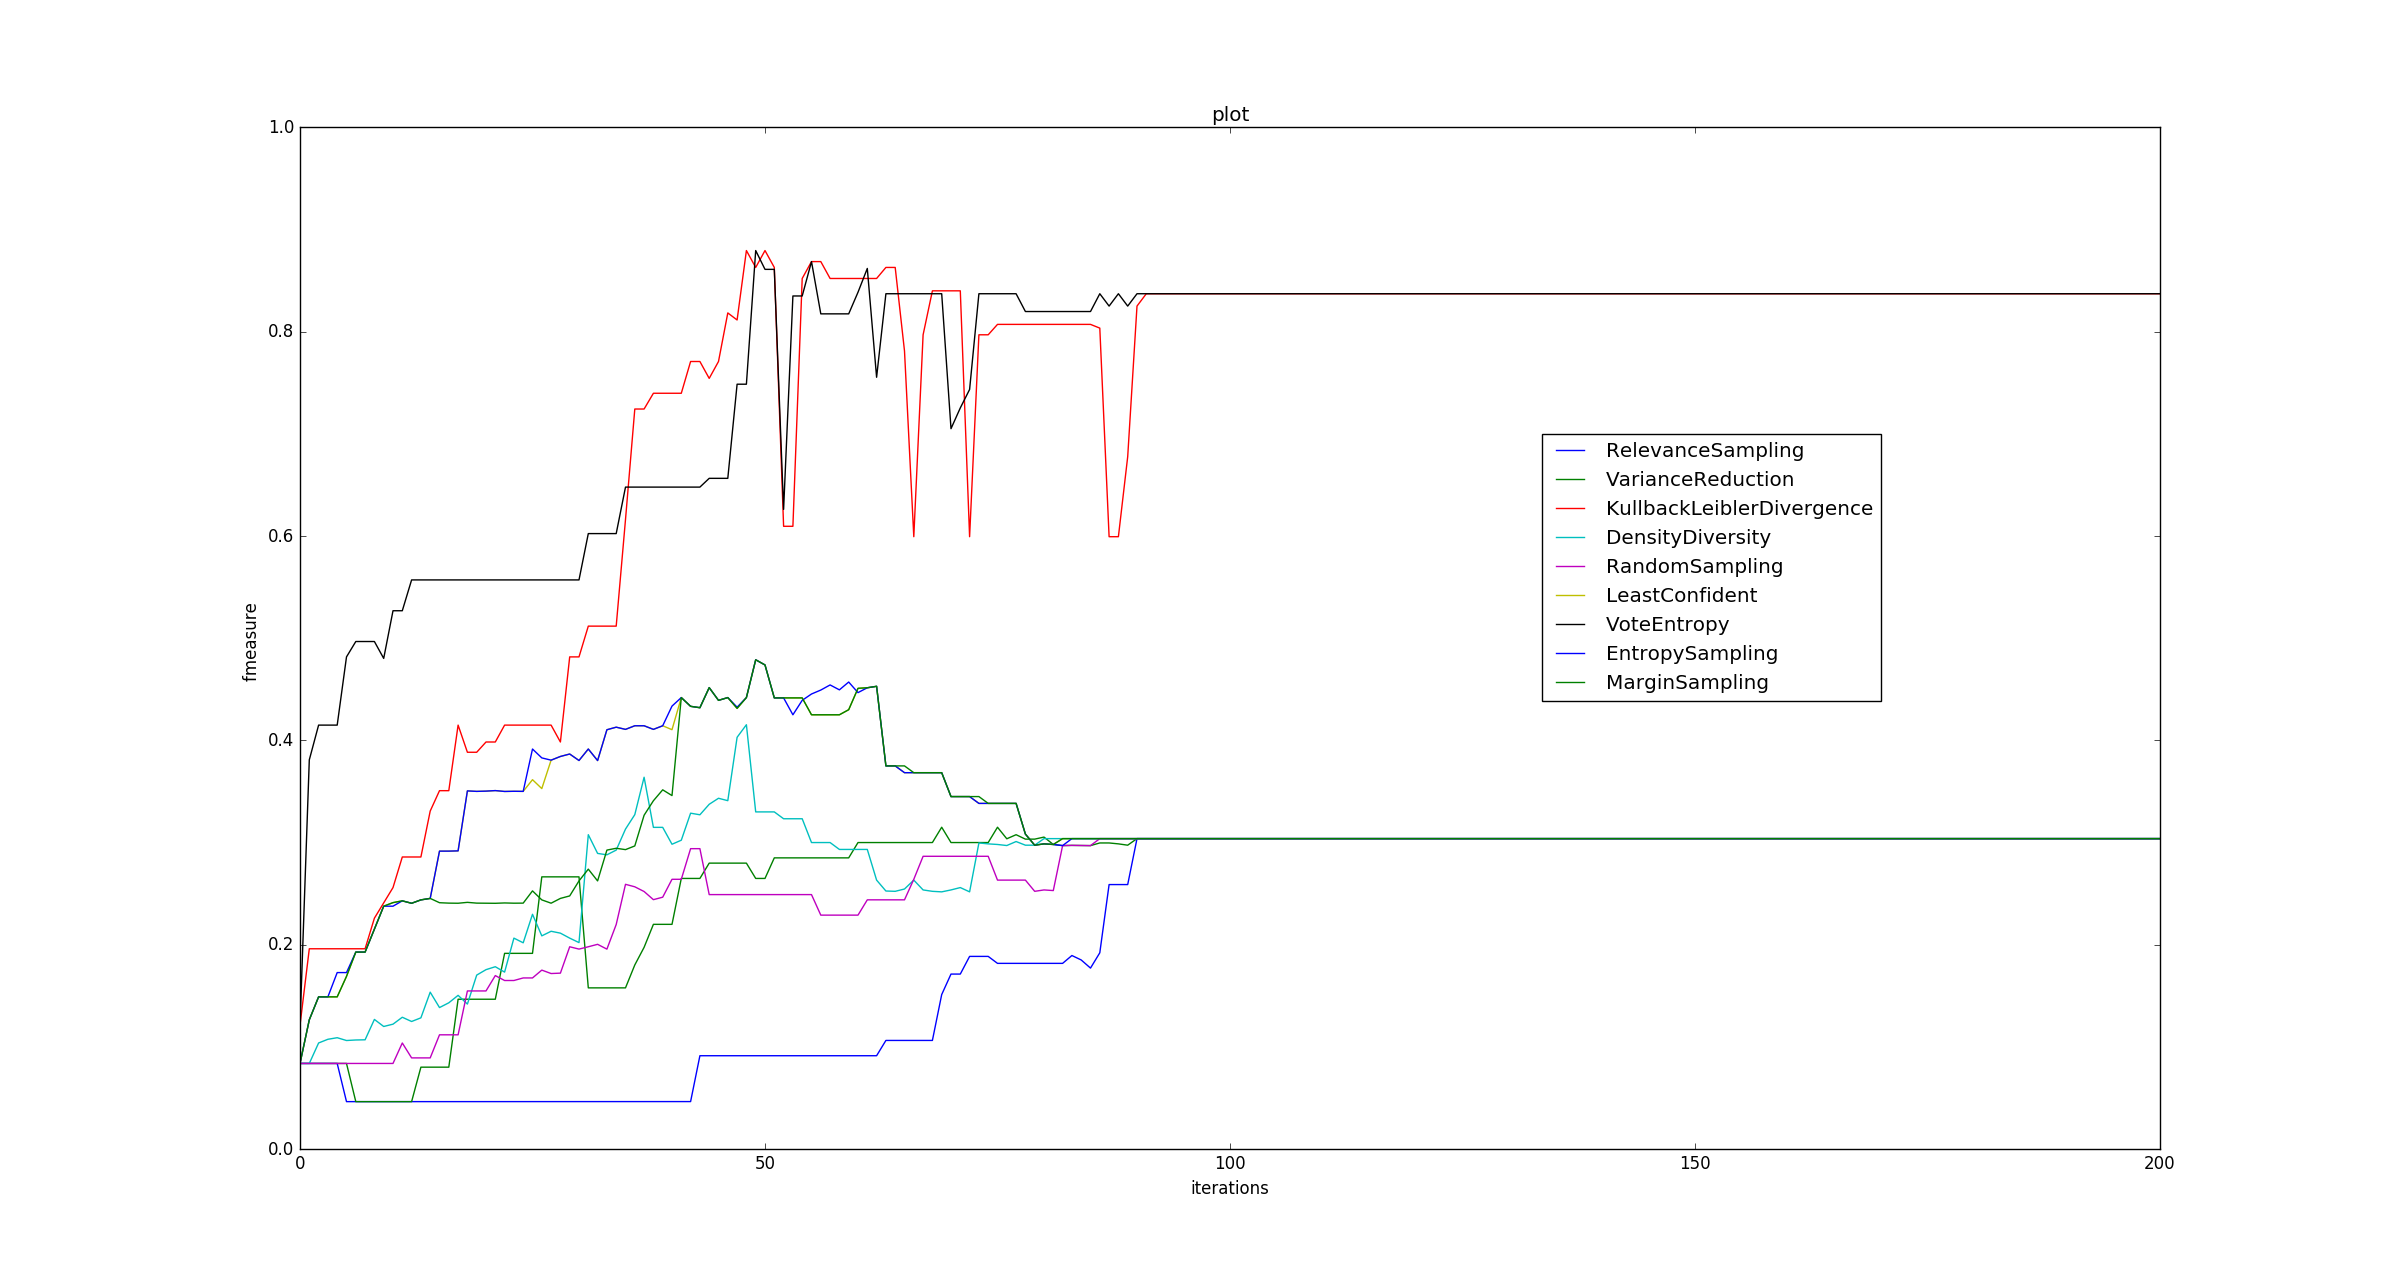 plot
1.0
0.8
0.6
0.4
0.2
0.0
fmeasure
RelevanceSampling
VarianceReduction
KullbackLeiblerDivergence
DensityDiversity
RandomSampling
LeastConfident
VoteEntropy
EntropySampling
MarginSampling
0 50 100 150 200
iterations